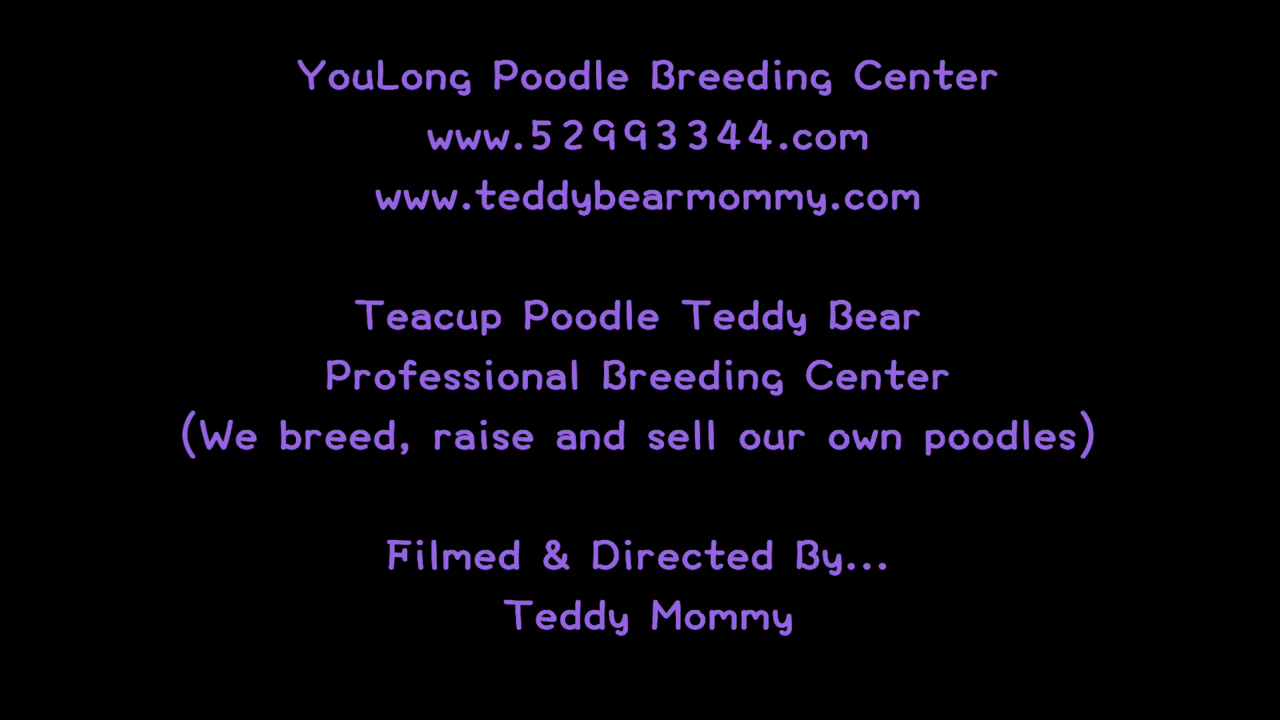 YouLong Poodle Breeding Center
www.52993344.com
www.teddybearmommy.com
Teacup Poodle Teddy Bear
Professional Breeding Center
(We breed, raise and sell our own poodles)
Filmed & Directed By...
Teddy Mommy